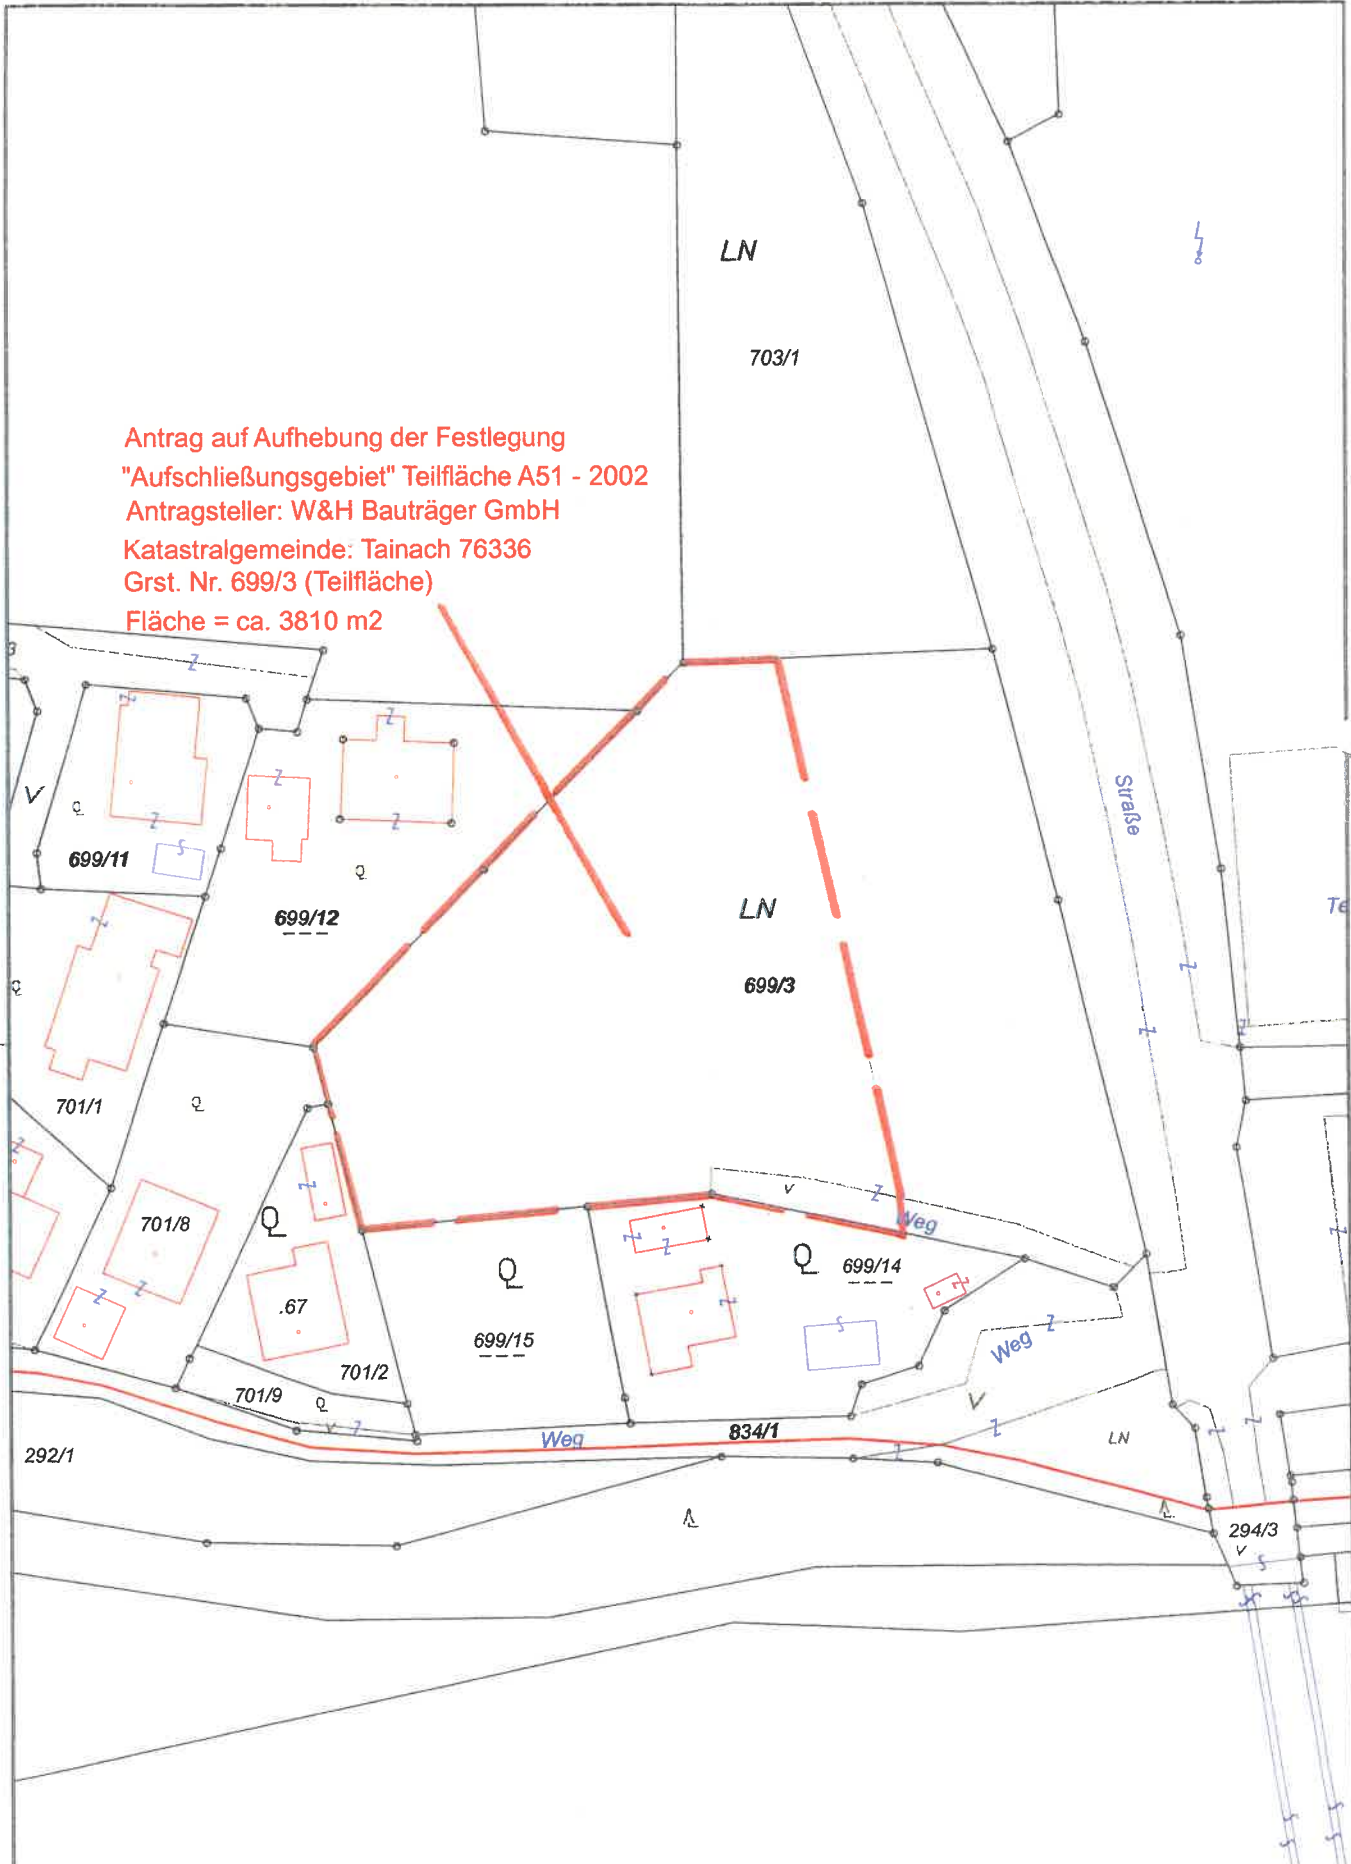 LN
703/1
Antrag auf Aufhebung der Festlegung
"Aufschließungsgebiet" Teilfläche A51 - 2002
Antragsteller: W&H Bauträger GmbH
Katastralgemeinde: Tainach 76336
Grst. Nr. 699/3 (Teilfläche)
Fläche = ca. 3810 m2
Straße
V
699/11
699/12
LN
699/3
701/1
701/8
V
Weg
699/14
.67
699/15
701/2
701/9
V
Weg
V
Weg
834/1
LN
292/1
294/3
V